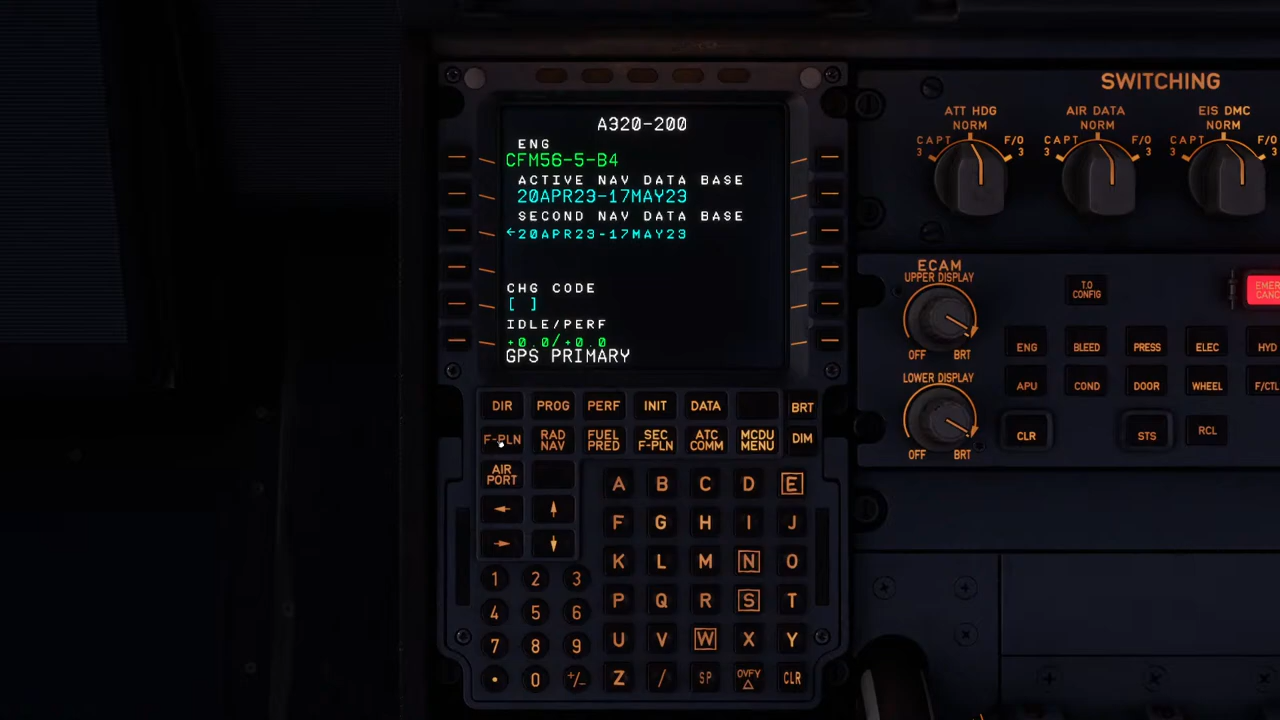 A320-200
ENG
CFM56-5-B4
ACTIVE NAV DATA BASE
20APR23-17MAY23
SECOND NAV DATA BASE
←20APR23-17MAY23
CHG CODE
[ ]
IDLE/PERF
+0.0/+0.0
GPS PRIMARY
DIR PROG PERF INIT DATA BRT
F-PLN RAD NAV FUEL PRED SEC F-PLN ATC COMM MCDU MENU DIM
AIR PORT
← ↑
→ ↓
A B C D E
F G H I J
K L M N O
P Q R S T
U V W X Y
Z / SP OVFY △ CLR
1 2 3
4 5 6
7 8 9
. 0 +/-
SWITCHING
ATT HDG AIR DATA EIS DMC
NORM NORM NORM
CAPT 3 F/O 3 CAPT 3 F/O 3 CAPT 3 F/O 3
ECAM
UPPER DISPLAY
OFF BRT
LOWER DISPLAY
OFF BRT
T.O CONFIG
EMER CANC
ENG BLEED PRESS ELEC HYD
APU COND DOOR WHEEL F/CTL
CLR STS RCL